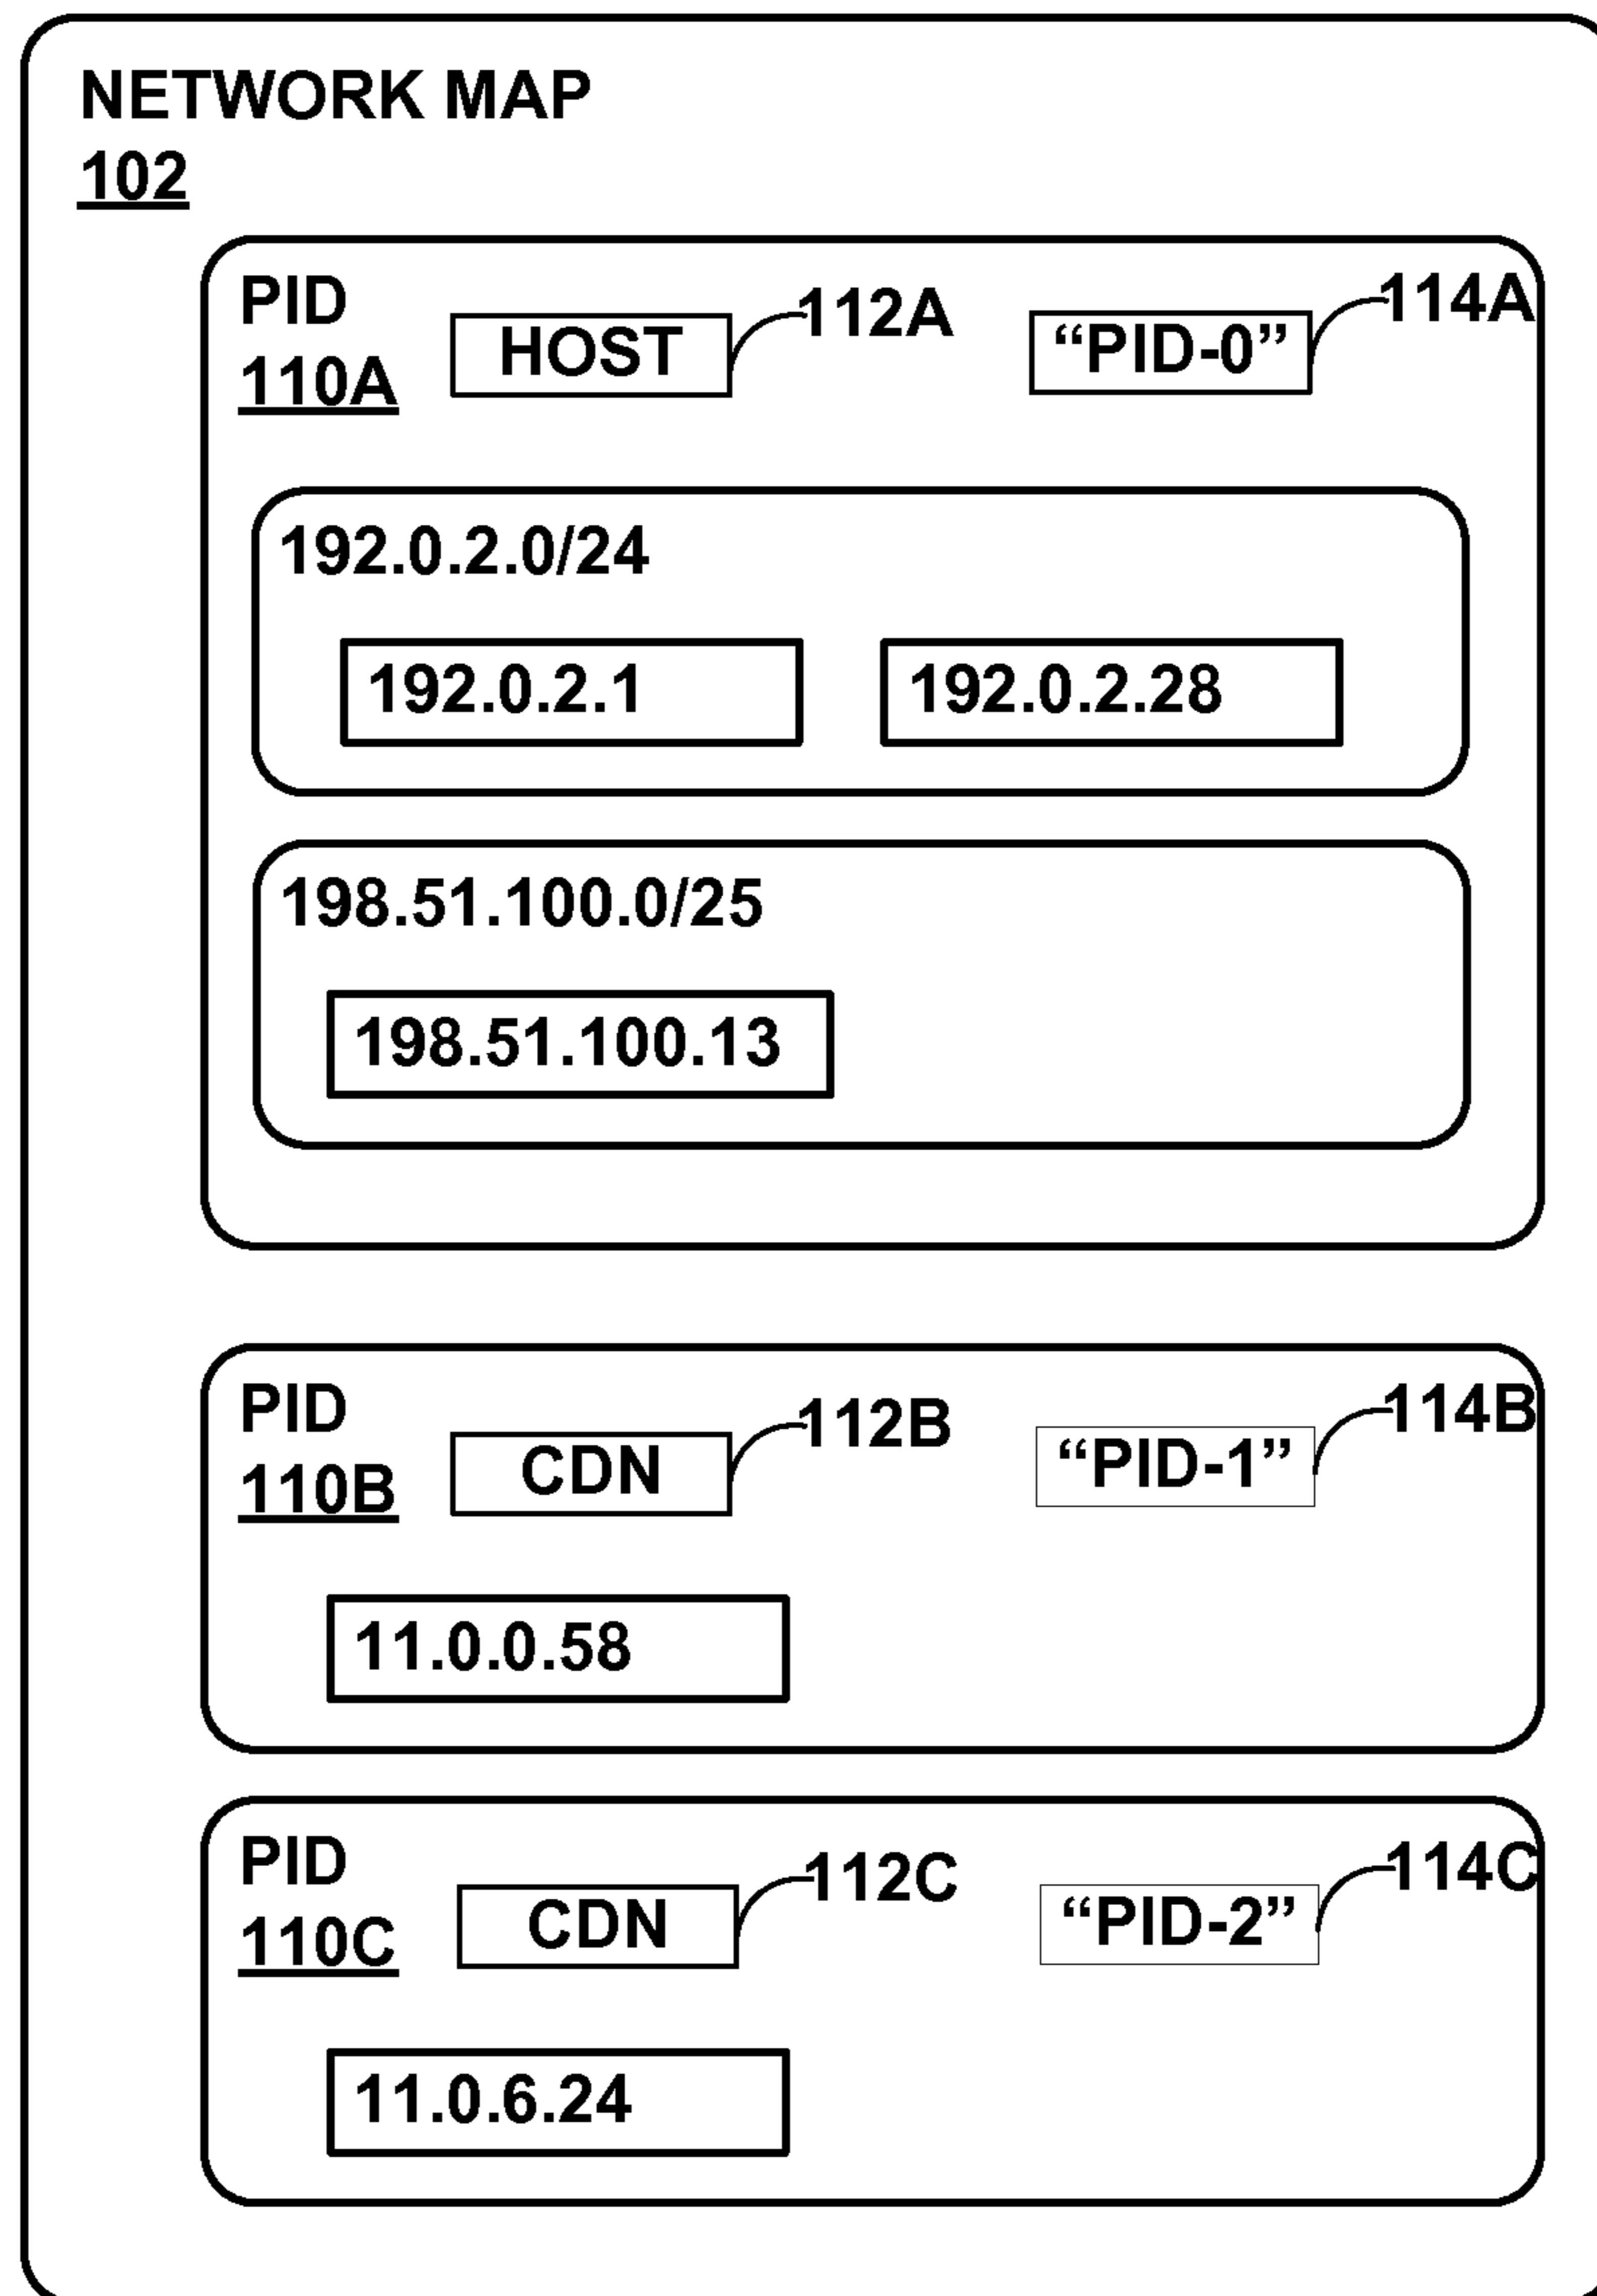 NETWORK MAP
102
PID
110A
HOST
112A
“PID-0”
114A
192.0.2.0/24
192.0.2.1
192.0.2.28
198.51.100.0/25
198.51.100.13
PID
110B
CDN
112B
“PID-1”
114B
11.0.0.58
PID
110C
CDN
112C
“PID-2”
114C
11.0.6.24